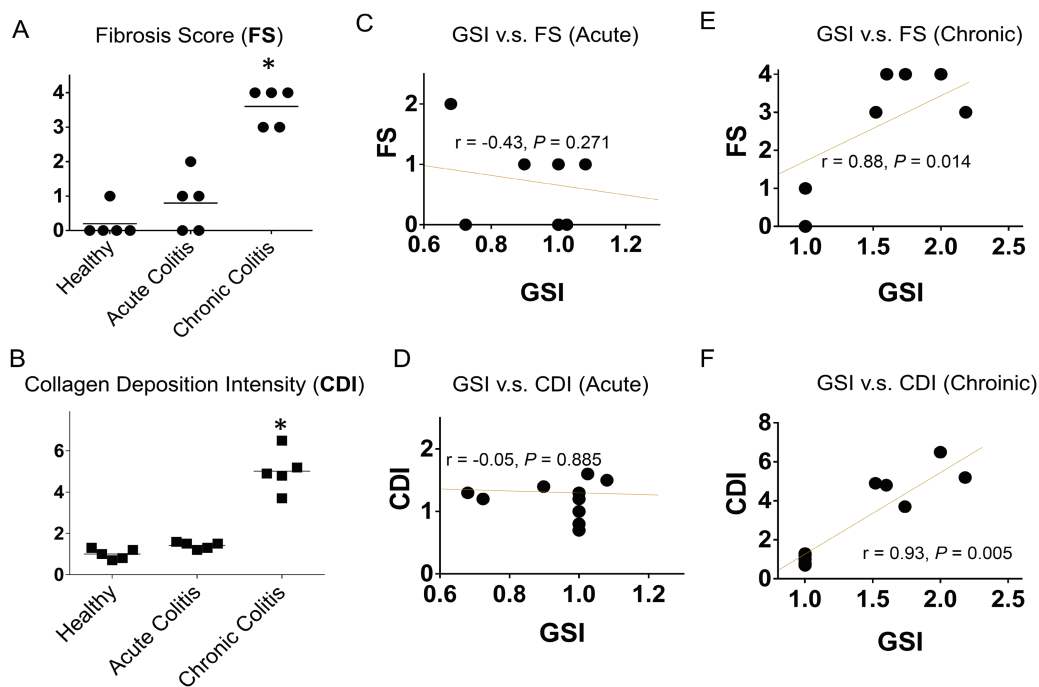 A
Fibrosis Score (FS)
*
4
3
2
1
0
Healthy
Acute Colitis
Chronic Colitis
B
Collagen Deposition Intensity (CDI)
*
6
4
2
0
Healthy
Acute Colitis
Chronic Colitis
C
GSI v.s. FS (Acute)
FS
2
1
0
r = -0.43, P = 0.271
0.6 0.8 1.0 1.2
GSI
D
GSI v.s. CDI (Acute)
CDI
2
1
0
r = -0.05, P = 0.885
0.6 0.8 1.0 1.2
GSI
E
GSI v.s. FS (Chronic)
FS
4
3
2
1
0
r = 0.88, P = 0.014
1.0 1.5 2.0 2.5
GSI
F
GSI v.s. CDI (Chroinic)
CDI
8
6
4
2
0
r = 0.93, P = 0.005
1.0 1.5 2.0 2.5
GSI